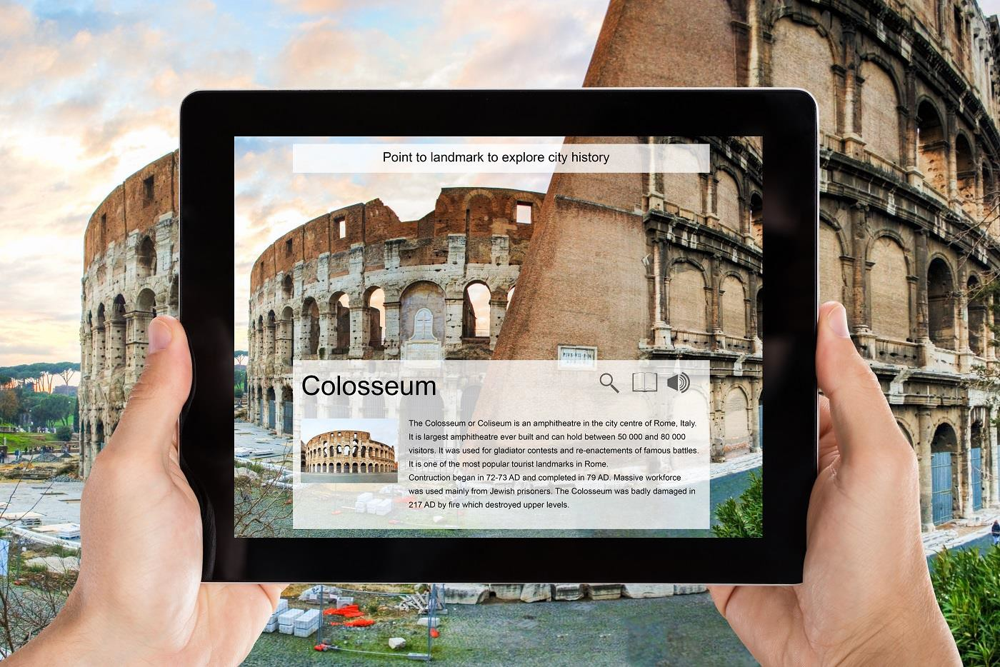 Point to landmark to explore city history
Colosseum
The Colosseum or Coliseum is an amphitheatre in the city centre of Rome, Italy.
It is largest amphitheatre ever built and can hold between 50 000 and 80 000
visitors. It was used for gladiator contests and re-enactements of famous battles.
It is one of the most popular tourist landmarks in Rome.
Contruction began in 72-73 AD and completed in 79 AD. Massive workforce
was used mainly from Jewish prisoners. The Colosseum was badly damaged in
217 AD by fire which destroyed upper levels.